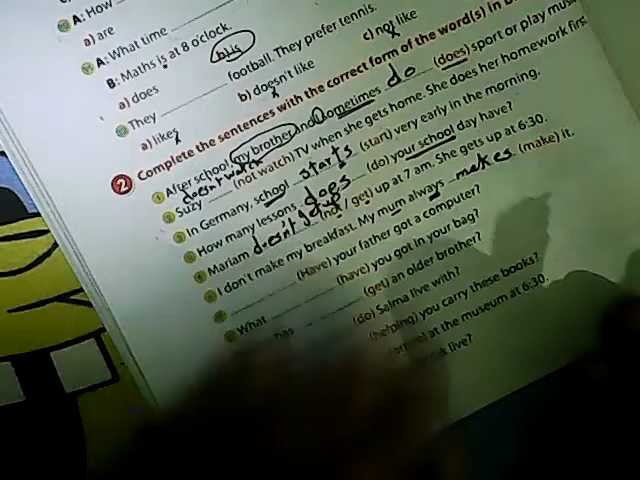 A: How
a) are
A: What time
B: Maths is at 8 o'clock.
a) does b) is c) not like
They football. They prefer tennis.
a) like b) doesn't like
2 Complete the sentences with the correct form of the word(s) in
After school, my brother and I sometimes do (does) sport or play
Suzy doesn't watch (not watch) TV when she gets home. She does her homework first
In Germany, school starts (start) very early in the morning.
How many lessons does (do) your school day have?
Mariam doesn't (not / get) up at 7 am. She gets up at 6:30.
I don't make my breakfast. My mum always makes (make) it.
(Have) your father got a computer?
What (have) you got in your bag?
has (get) an older brother?
(do) Salma live with?
(helping) you carry these books?
at the museum at 6:30.
live?